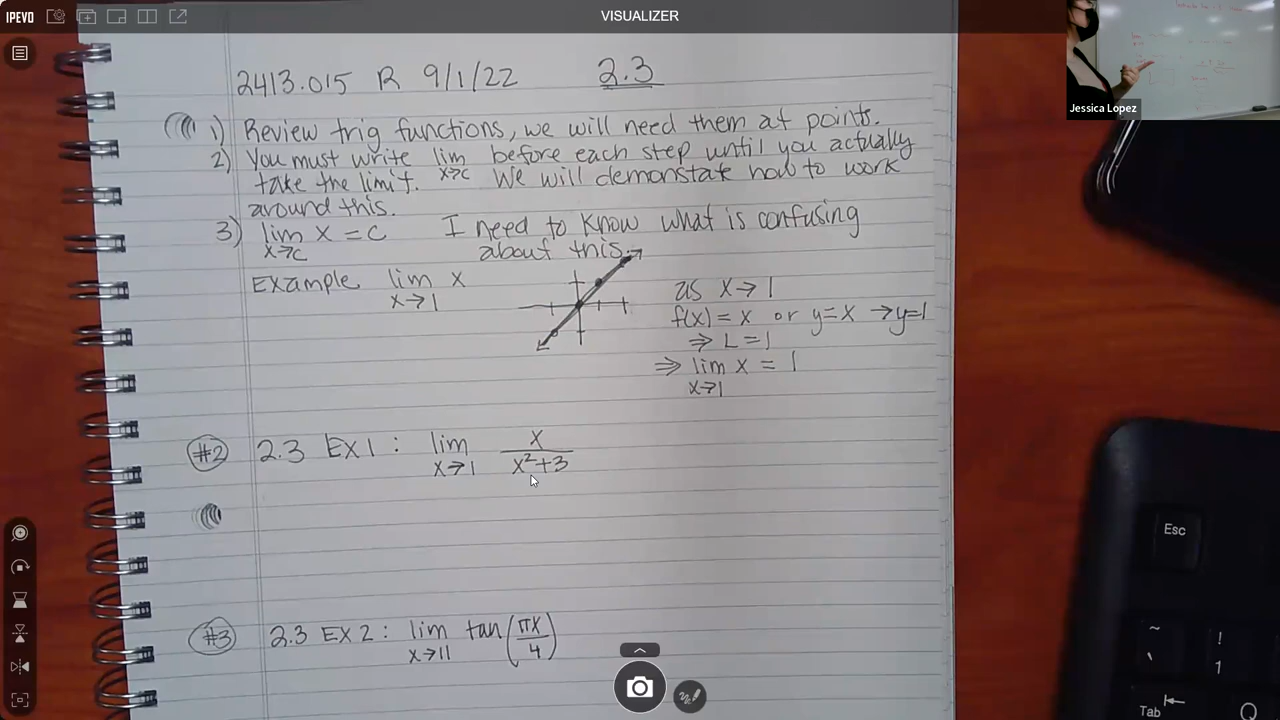 IPEVO
VISUALIZER
Jessica Lopez
2413.015 R 9/1/22 2.3
1) Review trig functions, we will need them at points.
2) You must write lim x→c before each step until you actually
take the limit. We will demonstate how to work
around this.
3) lim x→c x = c I need to know what is confusing
about this.
Example lim x→1 x
as x→1
f(x) = x or y=x → y=1
⇒ L = 1
⇒ lim x→1 x = 1
#2 2.3 EX 1 : lim x→1 x/(x²+3)
#3 2.3 EX 2 : lim x→11 tan(πx/4)
Esc
~
`
!
1
Tab
Q